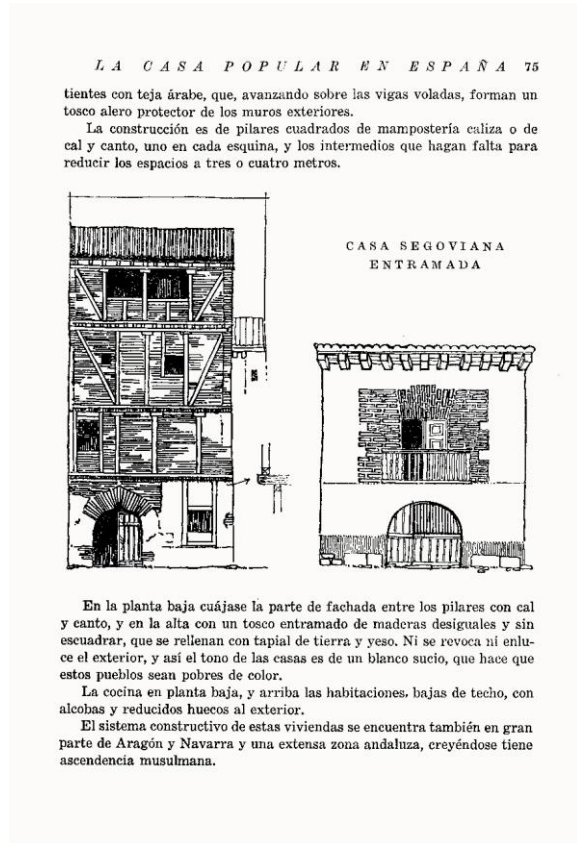 LA CASA POPULAR EN ESPAÑA 75
tientes con teja árabe, que, avanzando sobre las vigas voladas, forman un
tosco alero protector de los muros exteriores.
La construcción es de pilares cuadrados de mampostería caliza o de
cal y canto, uno en cada esquina, y los intermedios que hagan falta para
reducir los espacios a tres o cuatro metros.
CASA SEGOVIANA
ENTRAMADA
En la planta baja cuájase la parte de fachada entre los pilares con cal
y canto, y en la alta con un tosco entramado de maderas desiguales y sin
escuadrar, que se rellenan con tapial de tierra y yeso. Ni se revoca ni enlu-
ce el exterior, y así el tono de las casas es de un blanco sucio, que hace que
estos pueblos sean pobres de color.
La cocina en planta baja, y arriba las habitaciones, bajas de techo, con
alcobas y reducidos huecos al exterior.
El sistema constructivo de estas viviendas se encuentra también en gran
parte de Aragón y Navarra y una extensa zona andaluza, creyéndose tiene
ascendencia musulmana.